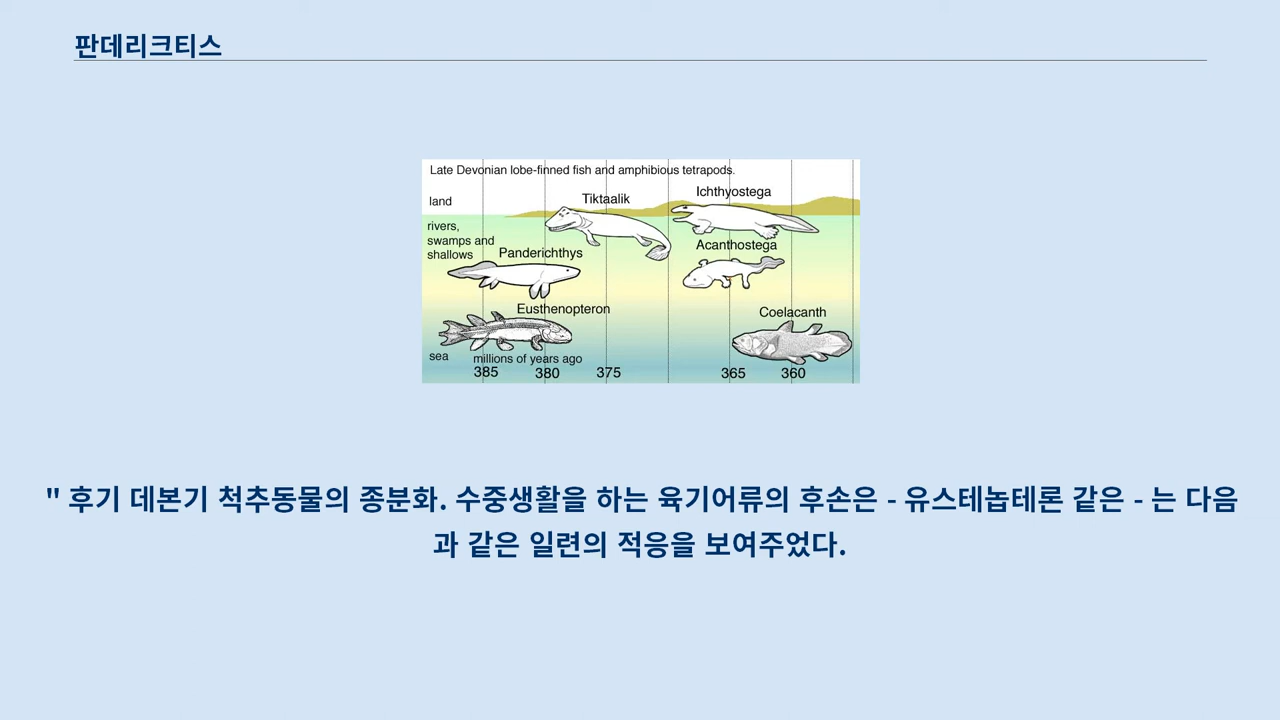 판데리크티스
Late Devonian lobe-finned fish and amphibious tetrapods.
land
Tiktaalik
Ichthyostega
rivers,
swamps and
shallows
Panderichthys
Acanthostega
Eusthenopteron
Coelacanth
sea
millions of years ago
385 380 375 365 360
" 후기 데본기 척추동물의 종분화. 수중생활을 하는 육기어류의 후손은 - 유스테놉테론 같은 - 는 다음
과 같은 일련의 적응을 보여주었다.